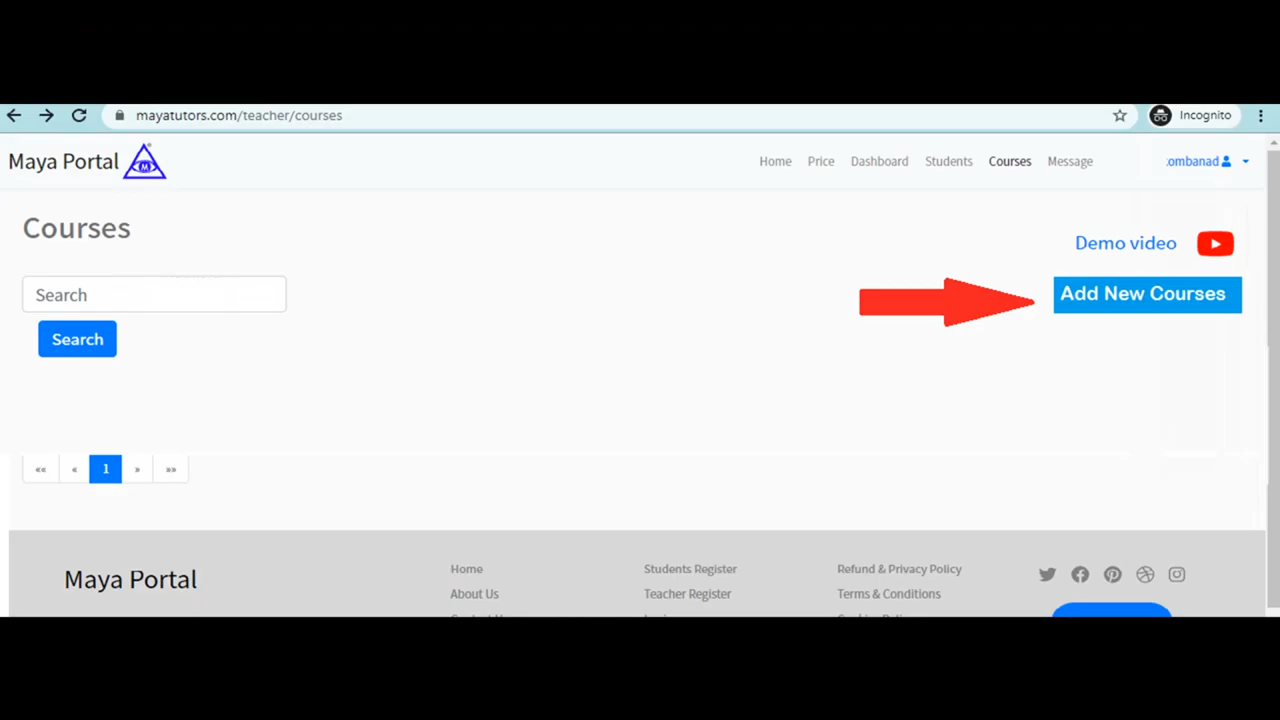 mayatutors.com/teacher/courses
Incognito
Maya Portal
M
Home Price Dashboard Students Courses Message
ombanad
Courses
Demo video
Search
Add New Courses
Search
«« « 1 » »»
Maya Portal
Home
About Us
Students Register
Teacher Register
Refund & Privacy Policy
Terms & Conditions